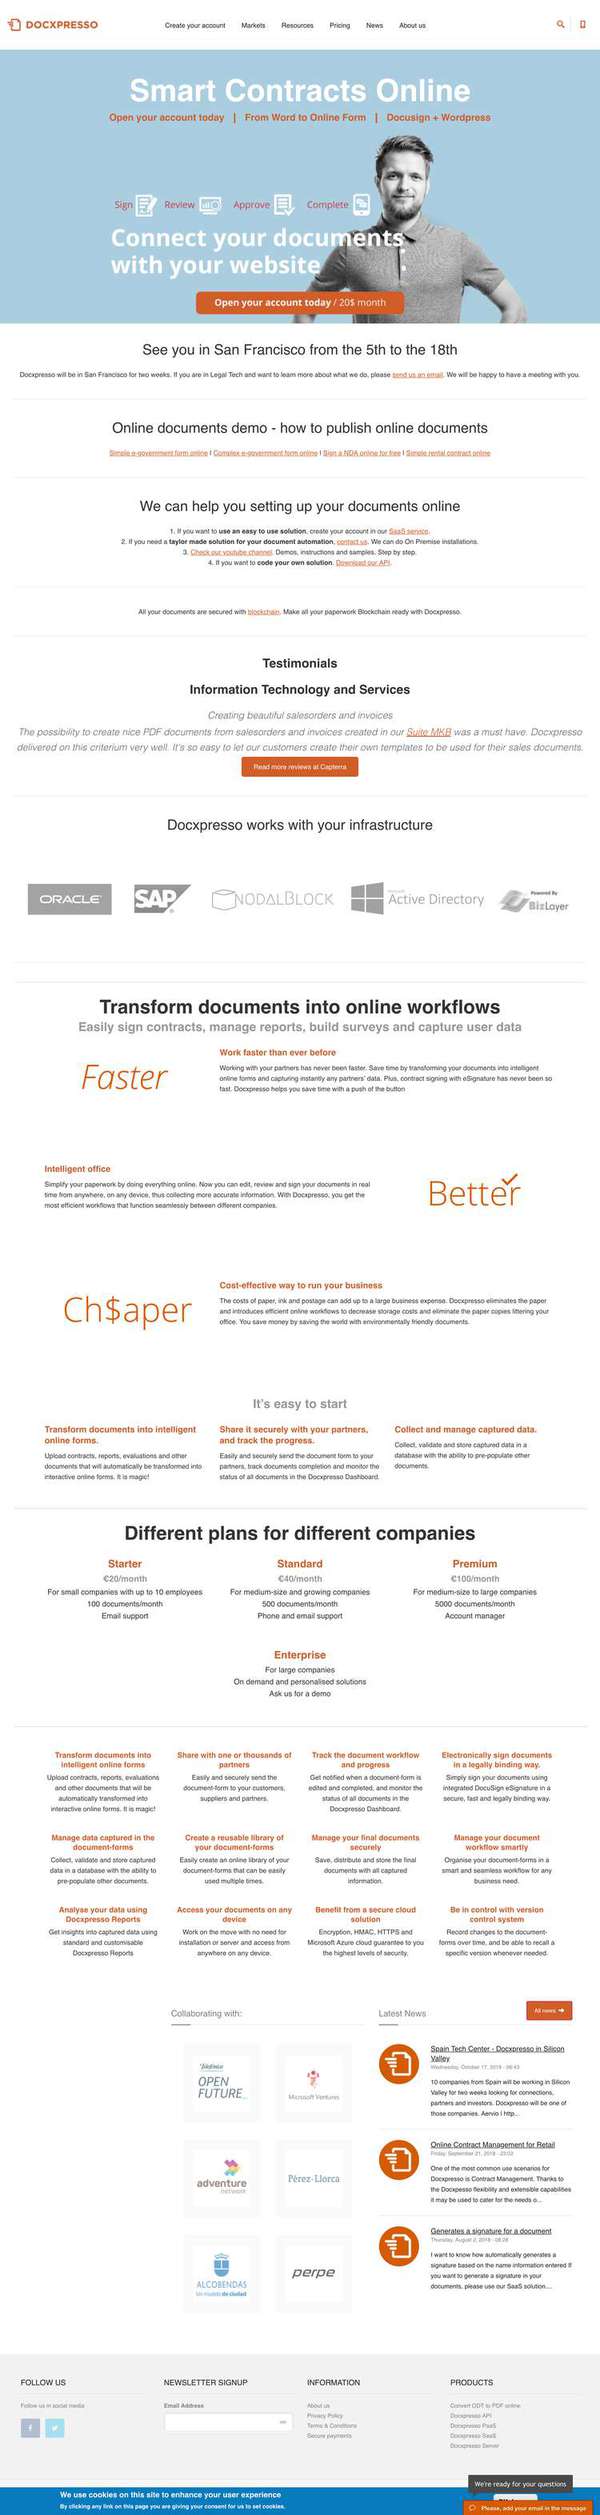 DOCXPRESSO
Create your account
Markets
Resources
Pricing
News
About us
Smart Contracts Online
Open your account today | From Word to Online Form | Docusign + Wordpress
Sign
Review
Approve
Complete
Connect your documents
with your website
Open your account today / 20$ month
See you in San Francisco from the 5th to the 18th
Docxpresso will be in San Francisco for two weeks. If you are in Legal Tech and want to learn more about what we do, please send us an email. We will be happy to have a meeting with you.
Online documents demo - how to publish online documents
Simple e-government form online | Complex e-government form online | Sign a NDA online for free | Simple rental contract online
We can help you setting up your documents online
1. If you want to use an easy to use solution, create your account in our SaaS service.
2. If you need a taylor made solution for your document automation, contact us. We can do On Premise installations.
3. Check our youtube channel. Demos, instructions and samples. Step by step.
4. If you want to code your own solution. Download our API.
All your documents are secured with blockchain. Make all your paperwork Blockchain ready with Docxpresso.
Testimonials
Information Technology and Services
Creating beautiful salesorders and invoices
The possibility to create nice PDF documents from salesorders and invoices created in our Suite MKB was a must have. Docxpresso
delivered on this criterium very well. It's so easy to let our customers create their own templates to be used for their sales documents.
Read more reviews at Capterra
Docxpresso works with your infrastructure
ORACLE
SAP
NODALBLOCK
Active Directory
Powered By
BizLayer
Transform documents into online workflows
Easily sign contracts, manage reports, build surveys and capture user data
Faster
Work faster than ever before
Working with your partners has never been faster. Save time by transforming your documents into intelligent
online forms and capturing instantly any partners' data. Plus, contract signing with eSignature has never been so
fast. Docxpresso helps you save time with a push of the button
Intelligent office
Simplify your paperwork by doing everything online. Now you can edit, review and sign your documents in real
time from anywhere, on any device, thus collecting more accurate information. With Docxpresso, you get the
most efficient workflows that function seamlessly between different companies.
Better
Ch$aper
Cost-effective way to run your business
The costs of paper, ink and postage can add up to a large business expense. Docxpresso eliminates the paper
and introduces efficient online workflows to decrease storage costs and eliminate the paper copies littering your
office. You save money by saving the world with environmentally friendly documents.
It's easy to start
Transform documents into intelligent
online forms.
Upload contracts, reports, evaluations and other
documents that will automatically be transformed into
interactive online forms. It is magic!
Share it securely with your partners,
and track the progress.
Easily and securely send the document form to your
partners, track documents completion and monitor the
status of all documents in the Docxpresso Dashboard.
Collect and manage captured data.
Collect, validate and store captured data in a
database with the ability to pre-populate other
documents.
Different plans for different companies
Starter
€20/month
For small companies with up to 10 employees
100 documents/month
Email support
Standard
€40/month
For medium-size and growing companies
500 documents/month
Phone and email support
Premium
€100/month
For medium-size to large companies
5000 documents/month
Account manager
Enterprise
For large companies
On demand and personalised solutions
Ask us for a demo
Transform documents into
intelligent online forms
Upload contracts, reports, evaluations
and other documents that will be
automatically transformed into
interactive online forms. It is magic!
Share with one or thousands of
partners
Easily and securely send the
document-form to your customers,
suppliers and partners.
Track the document workflow
and progress
Get notified when a document-form is
edited and completed, and monitor the
status of all documents in the
Docxpresso Dashboard.
Electronically sign documents
in a legally binding way.
Simply sign your documents using
integrated DocuSign eSignature in a
secure, fast and legally binding way.
Manage data captured in the
document-forms
Collect, validate and store captured
data in a database with the ability to
pre-populate other documents.
Create a reusable library of
your document-forms
Easily create an online library of your
document-forms that can be easily
used multiple times.
Manage your final documents
securely
Save, distribute and store the final
documents with all captured
information.
Manage your document
workflow smartly
Organise your document-forms in a
smart and seamless workflow for any
business need.
Analyse your data using
Docxpresso Reports
Get insights into captured data using
standard and customisable
Docxpresso Reports
Access your documents on any
device
Work on the move with no need for
installation or server and access from
anywhere on any device.
Benefit from a secure cloud
solution
Encryption, HMAC, HTTPS and
Microsoft Azure cloud guarantee to you
the highest levels of security.
Be in control with version
control system
Record changes to the document-
forms over time, and be able to recall a
specific version whenever needed.
Collaborating with:
Telefónica
OPEN
FUTURE_
Microsoft Ventures
adventure
network
Pérez-Llorca
ALCOBENDAS
Un modelo de ciudad
perpe
Latest News
All news
Spain Tech Center - Docxpresso in Silicon
Valley
Wednesday, October 17, 2018 - 06:43
10 companies from Spain will be working in Silicon
Valley for two weeks looking for connections,
partners and investors. Docxpresso will be one of
those companies. Aervio I http...
Online Contract Management for Retail
Friday, September 21, 2018 - 23:02
One of the most common use scenarios for
Docxpresso is Contract Management. Thanks to
the Docxpesso flexibility and extensible capabilities
it may be used to cater for the needs o...
Generates a signature for a document
Thursday, August 2, 2018 - 08:28
I want to know how automatically generates a
signature based on the name information entered If
you want to generate a signature in your
documents, please use our SaaS solution....
FOLLOW US
Follow us in social media
NEWSLETTER SIGNUP
Email Address
INFORMATION
About us
Privacy Policy
Terms & Conditions
Secure payments
PRODUCTS
Convert ODT to PDF online
Docxpresso API
Docxpresso PaaS
Docxpresso SaaS
Docxpresso Server
We're ready for your questions
We use cookies on this site to enhance your user experience
By clicking any link on this page you are giving your consent for us to set cookies.
Please, add your email in the message